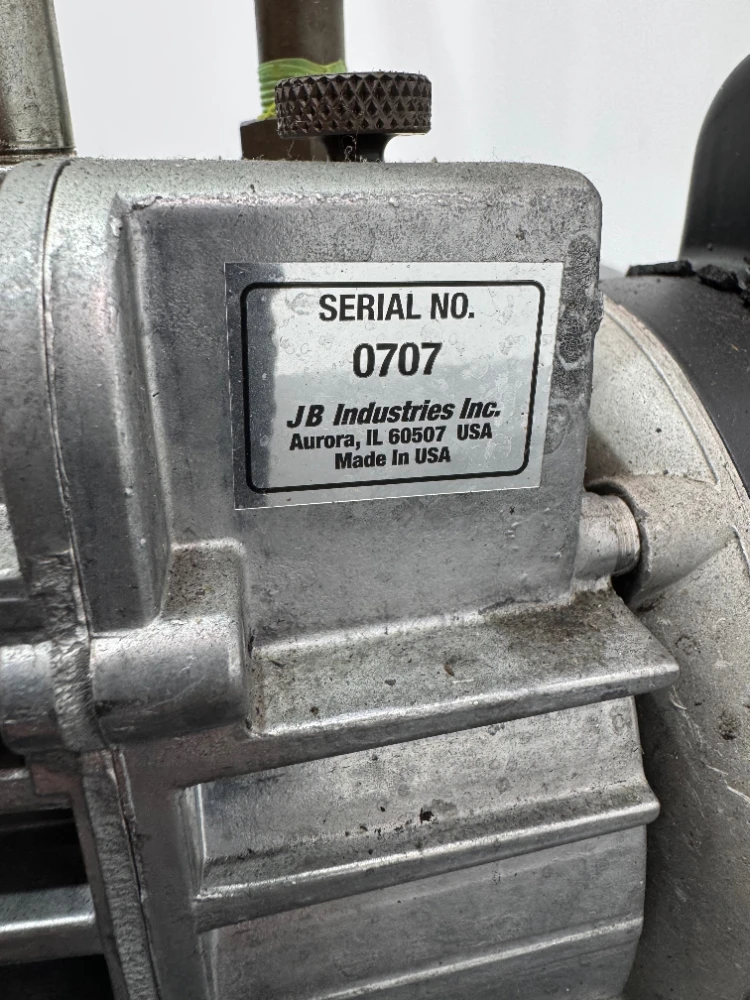 SERIAL NO.
0707
JB Industries Inc.
Aurora, IL 60507 USA
Made In USA